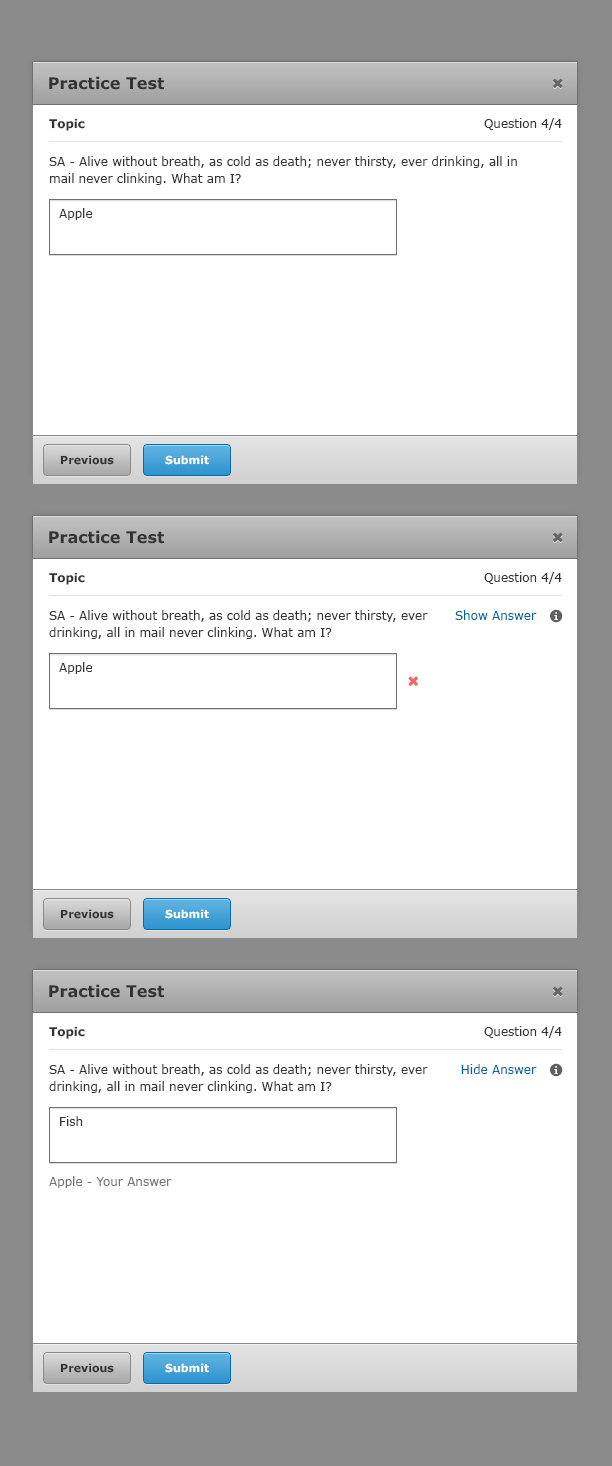 Practice Test
Topic Question 4/4
SA - Alive without breath, as cold as death; never thirsty, ever drinking, all in
mail never clinking. What am I?
Apple
Previous Submit
Practice Test
Topic Question 4/4
SA - Alive without breath, as cold as death; never thirsty, ever Show Answer
drinking, all in mail never clinking. What am I?
Apple
Previous Submit
Practice Test
Topic Question 4/4
SA - Alive without breath, as cold as death; never thirsty, ever Hide Answer
drinking, all in mail never clinking. What am I?
Fish
Apple - Your Answer
Previous Submit